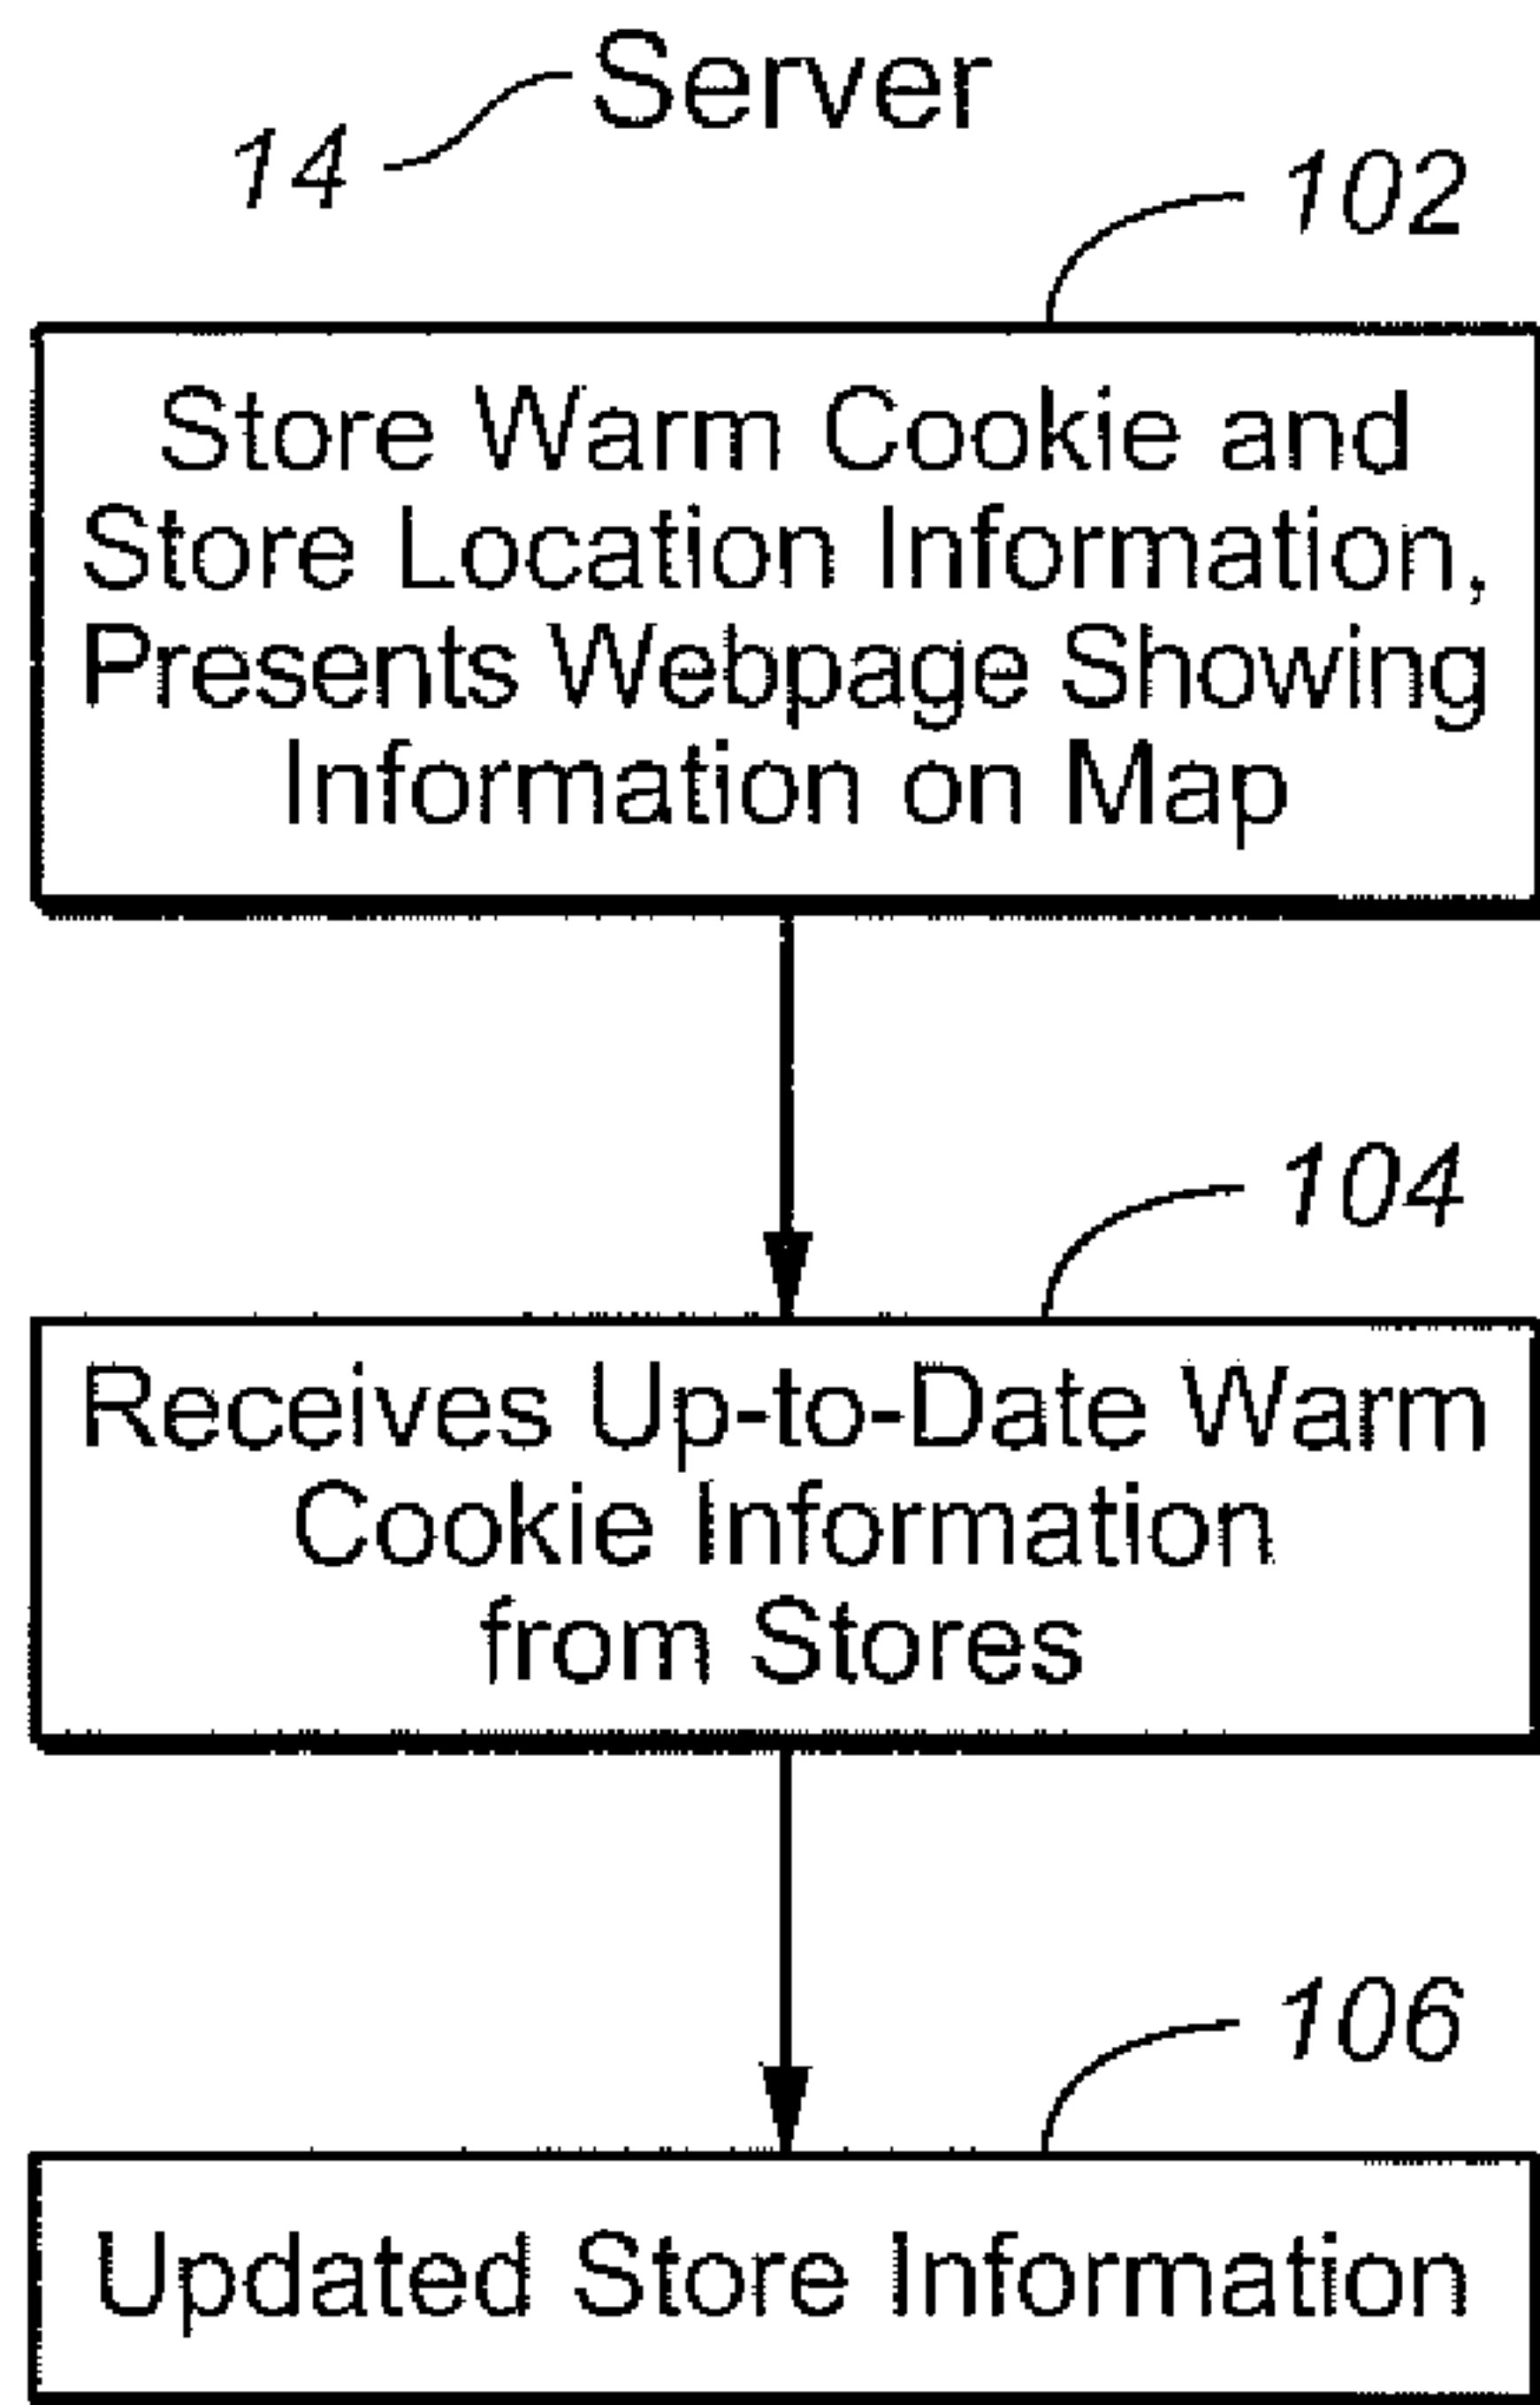 Server
14
102
Store Warm Cookie and
Store Location Information,
Presents Webpage Showing
Information on Map
104
Receives Up-to-Date Warm
Cookie Information
from Stores
106
Updated Store Information